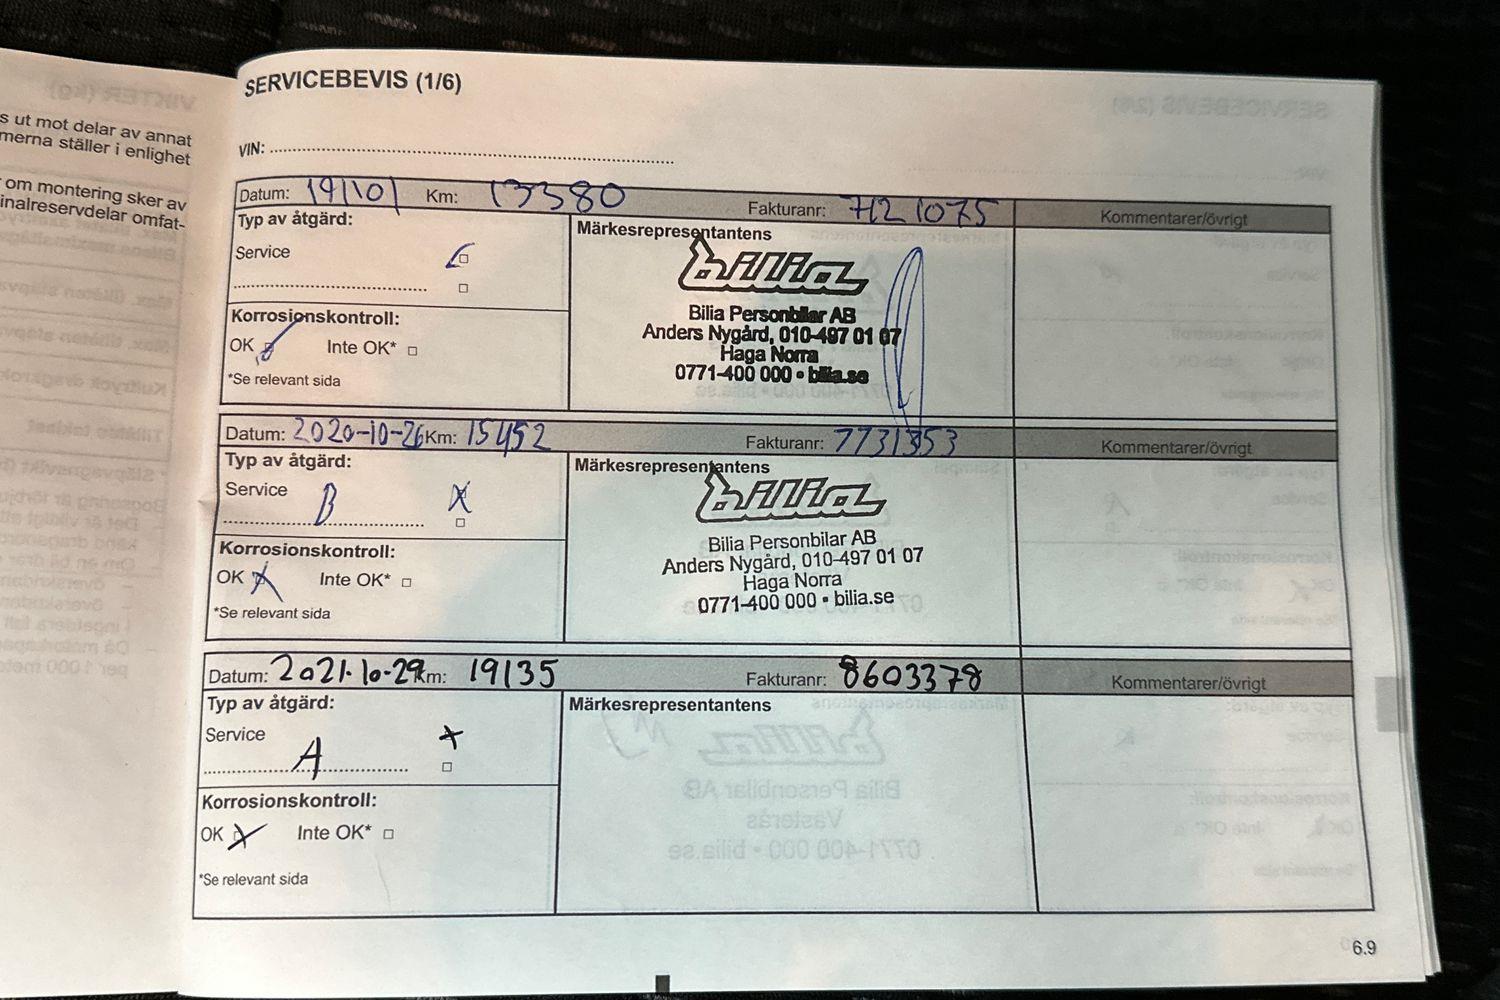 s ut mot delar av annat
merna ställer i enlighet
om montering sker av
inalreservdelar omfat-
SERVICEBEVIS (1/6)
VIN:
Datum: 191101 Km: 13380 Fakturanr: 7121075 Kommentarer/övrigt
Typ av åtgärd:
Service
Korrosionskontroll:
OK Inte OK*
*Se relevant sida
Märkesrepresentantens
bilia
Bilia Personbilar AB
Anders Nygård, 010-497 01 07
Haga Norra
0771-400 000 • bilia.se
Datum: 2020-10-26 Km: 15452 Fakturanr: 7731353 Kommentarer/övrigt
Typ av åtgärd:
Service B X
Korrosionskontroll:
OK X Inte OK*
*Se relevant sida
Märkesrepresentantens
bilia
Bilia Personbilar AB
Anders Nygård, 010-497 01 07
Haga Norra
0771-400 000 • bilia.se
Datum: 2021-10-29 Km: 19135 Fakturanr: 8603378 Kommentarer/övrigt
Typ av åtgärd:
Service A X
Korrosionskontroll:
OK X Inte OK*
*Se relevant sida
Märkesrepresentantens
6.9